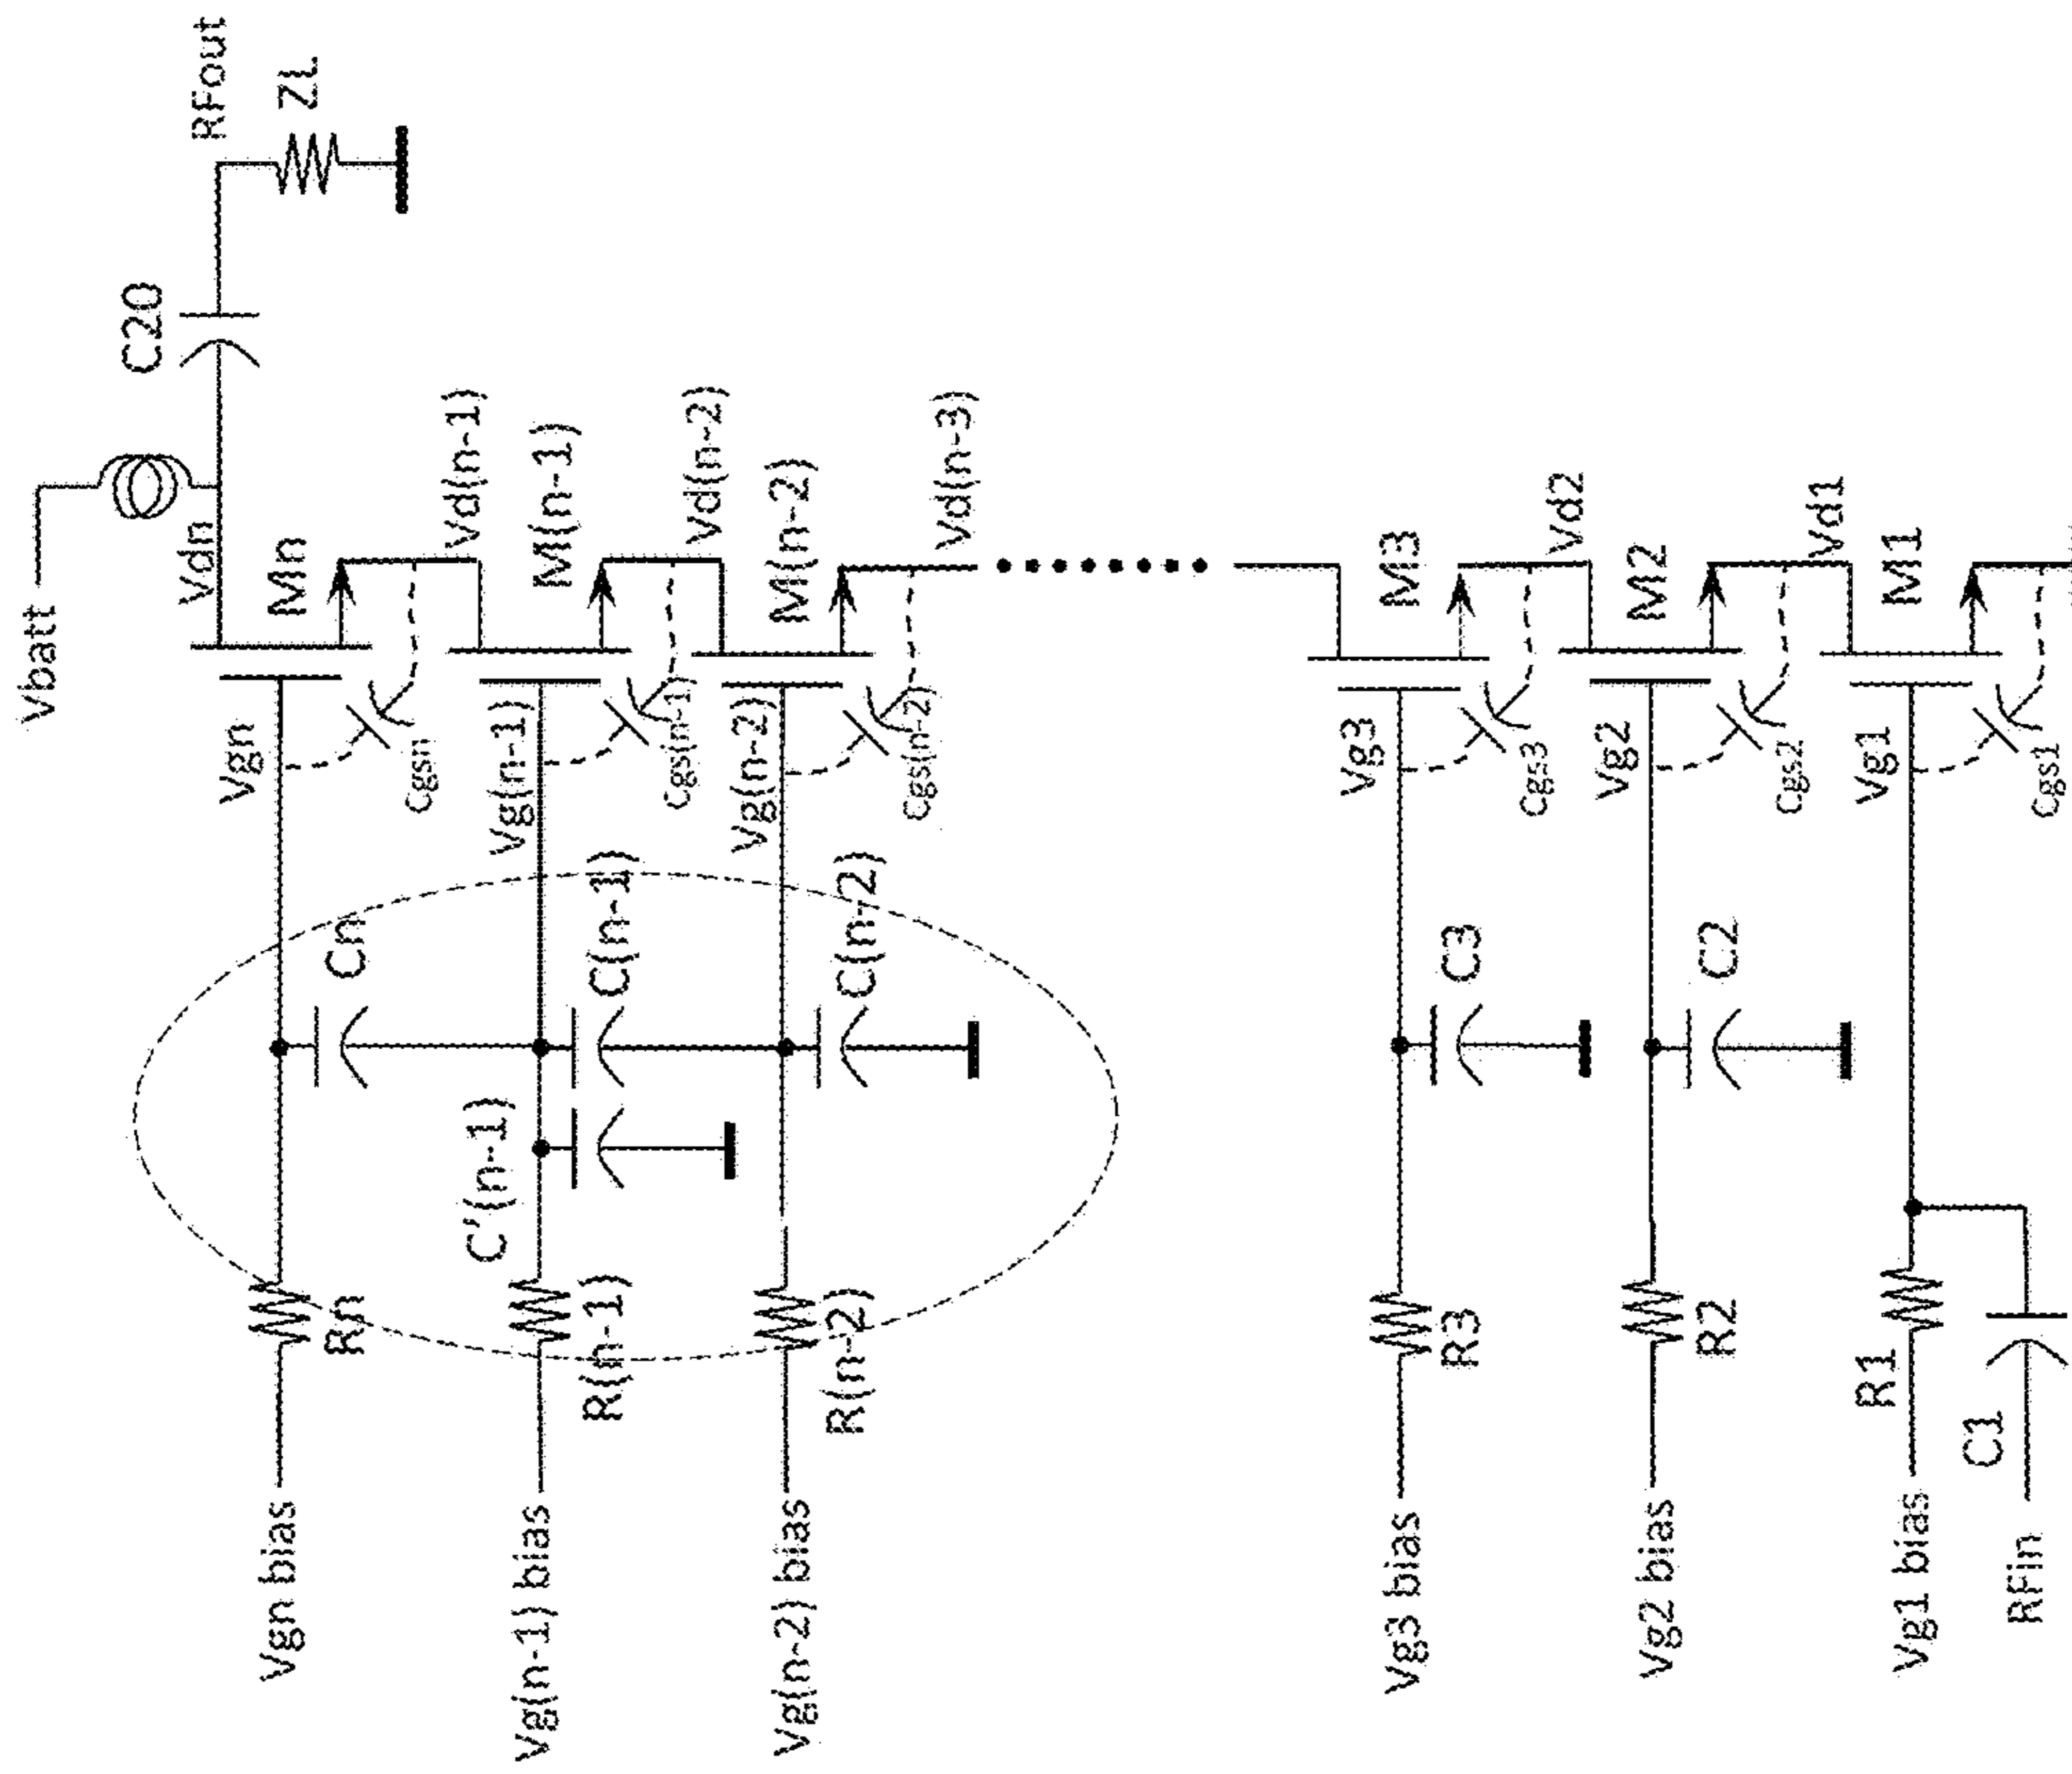 Vbatt
C20
RFout
ZL
Vdn
Mn
Vgn
Cgsn
Cn
Rn
Vgn bias
Vd(n-1)
M(n-1)
Vg(n-1)
Cgs(n-1)
C(n-1)
C'(n-1)
R(n-1)
Vg(n-1) bias
Vd(n-2)
M(n-2)
Vg(n-2)
Cgs(n-2)
C(n-2)
R(n-2)
Vg(n-2) bias
Vd(n-3)
M3
Vg3
Cgs3
C3
R3
Vg3 bias
Vd2
M2
Vg2
Cgs2
C2
R2
Vg2 bias
Vd1
M1
Vg1
Cgs1
R1
Vg1 bias
C1
RFin